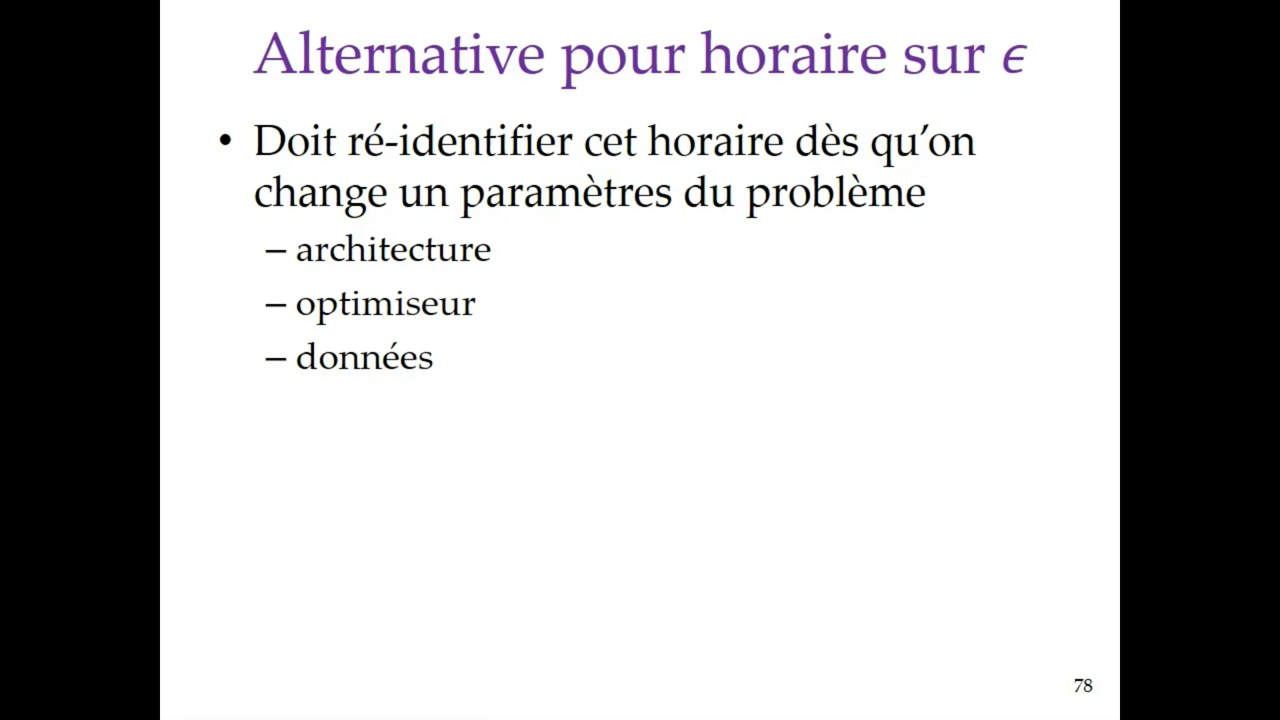 Alternative pour horaire sur ϵ
• Doit ré-identifier cet horaire dès qu’on
change un paramètres du problème
– architecture
– optimiseur
– données
78